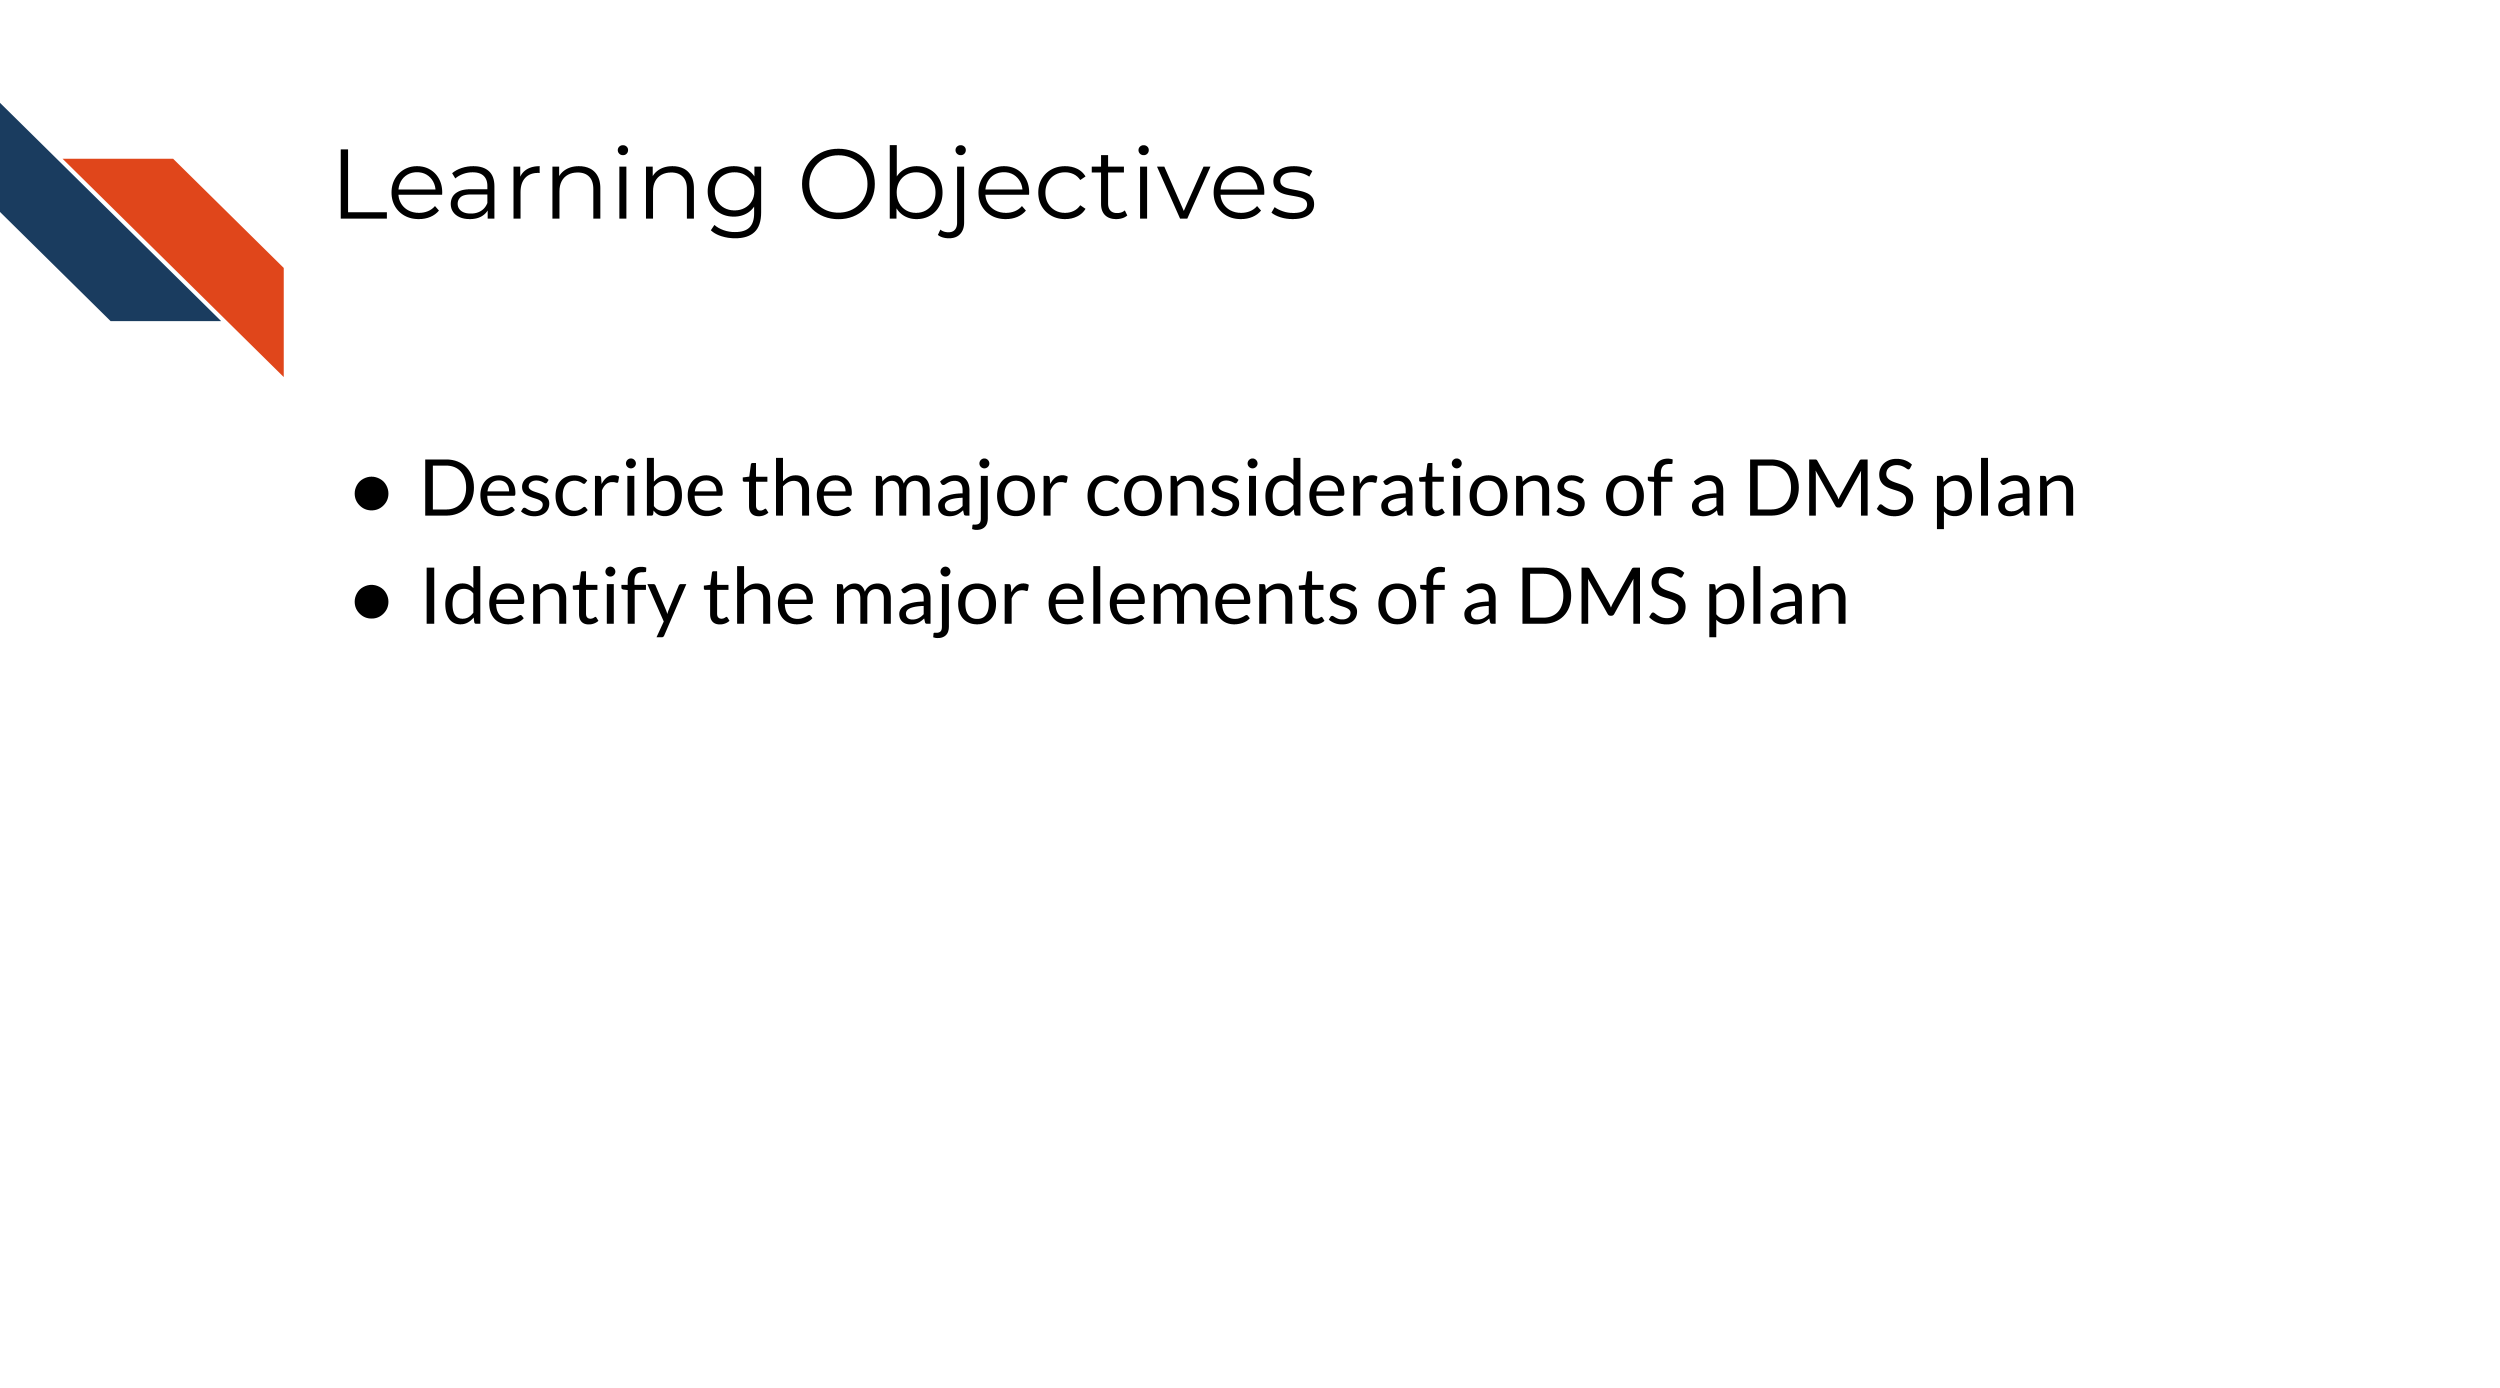 Learning Objectives
● Describe the major considerations of a DMS plan
● Identify the major elements of a DMS plan